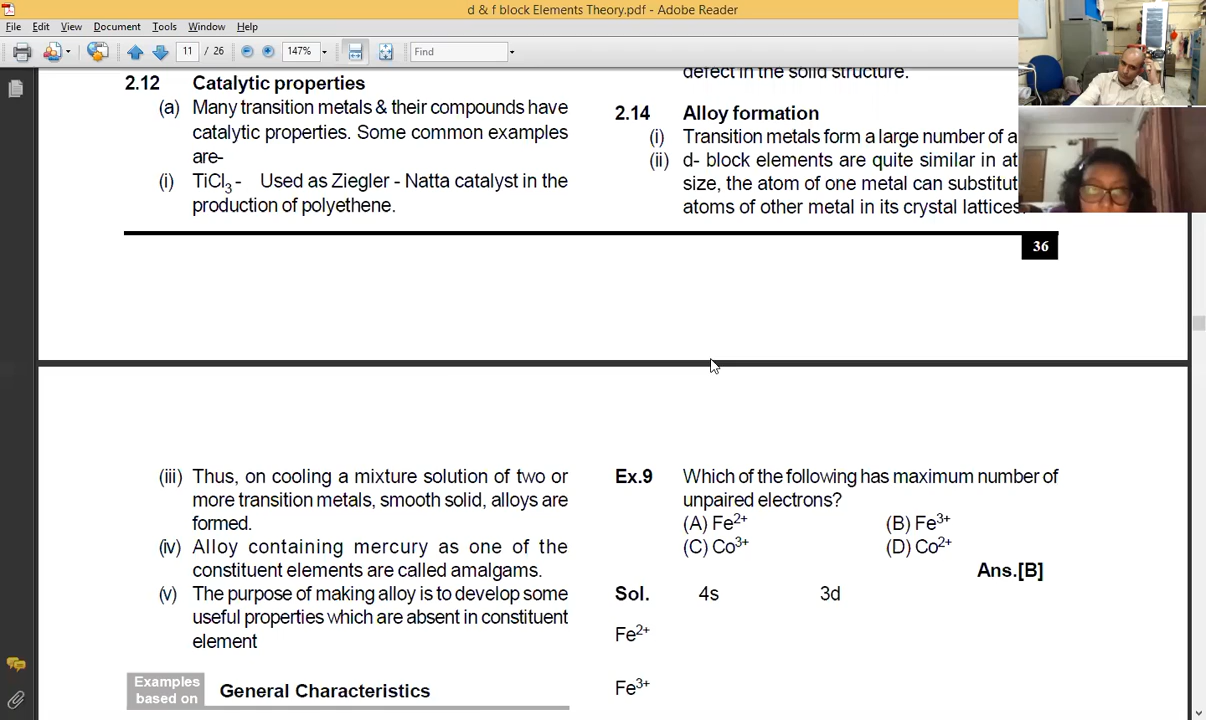 d & f block Elements Theory.pdf - Adobe Reader
File Edit View Document Tools Window Help
11 / 26 147% Find
2.12 Catalytic properties
(a) Many transition metals & their compounds have
catalytic properties. Some common examples
are-
(i) TiCl3 - Used as Ziegler - Natta catalyst in the
production of polyethene.
defect in the solid structure.
2.14 Alloy formation
(i) Transition metals form a large number of a
(ii) d- block elements are quite similar in at
size, the atom of one metal can substitut
atoms of other metal in its crystal lattices.
36
(iii) Thus, on cooling a mixture solution of two or
more transition metals, smooth solid, alloys are
formed.
(iv) Alloy containing mercury as one of the
constituent elements are called amalgams.
(v) The purpose of making alloy is to develop some
useful properties which are absent in constituent
element
Examples
based on
General Characteristics
Ex.9 Which of the following has maximum number of
unpaired electrons?
(A) Fe2+ (B) Fe3+
(C) Co3+ (D) Co2+
Ans.[B]
Sol. 4s 3d
Fe2+
Fe3+